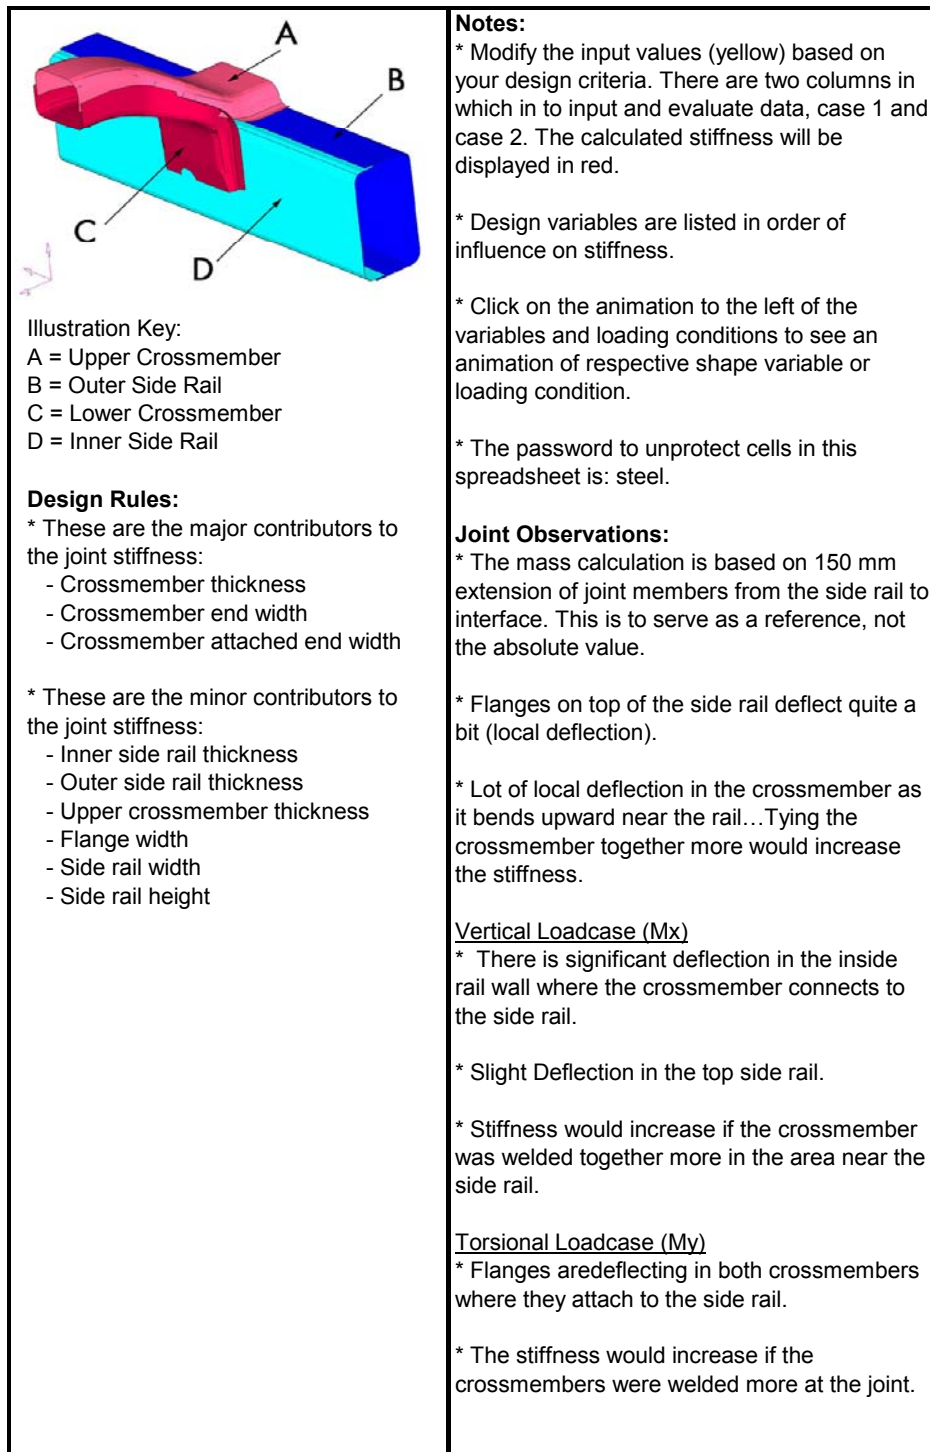 A
B
C
D
Illustration Key:
A = Upper Crossmember
B = Outer Side Rail
C = Lower Crossmember
D = Inner Side Rail
Design Rules:
* These are the major contributors to
the joint stiffness:
- Crossmember thickness
- Crossmember end width
- Crossmember attached end width
* These are the minor contributors to
the joint stiffness:
- Inner side rail thickness
- Outer side rail thickness
- Upper crossmember thickness
- Flange width
- Side rail width
- Side rail height
Notes:
* Modify the input values (yellow) based on
your design criteria. There are two columns in
which in to input and evaluate data, case 1 and
case 2. The calculated stiffness will be
displayed in red.
* Design variables are listed in order of
influence on stiffness.
* Click on the animation to the left of the
variables and loading conditions to see an
animation of respective shape variable or
loading condition.
* The password to unprotect cells in this
spreadsheet is: steel.
Joint Observations:
* The mass calculation is based on 150 mm
extension of joint members from the side rail to
interface. This is to serve as a reference, not
the absolute value.
* Flanges on top of the side rail deflect quite a
bit (local deflection).
* Lot of local deflection in the crossmember as
it bends upward near the rail…Tying the
crossmember together more would increase
the stiffness.
Vertical Loadcase (Mx)
* There is significant deflection in the inside
rail wall where the crossmember connects to
the side rail.
* Slight Deflection in the top side rail.
* Stiffness would increase if the crossmember
was welded together more in the area near the
side rail.
Torsional Loadcase (My)
* Flanges aredeflecting in both crossmembers
where they attach to the side rail.
* The stiffness would increase if the
crossmembers were welded more at the joint.